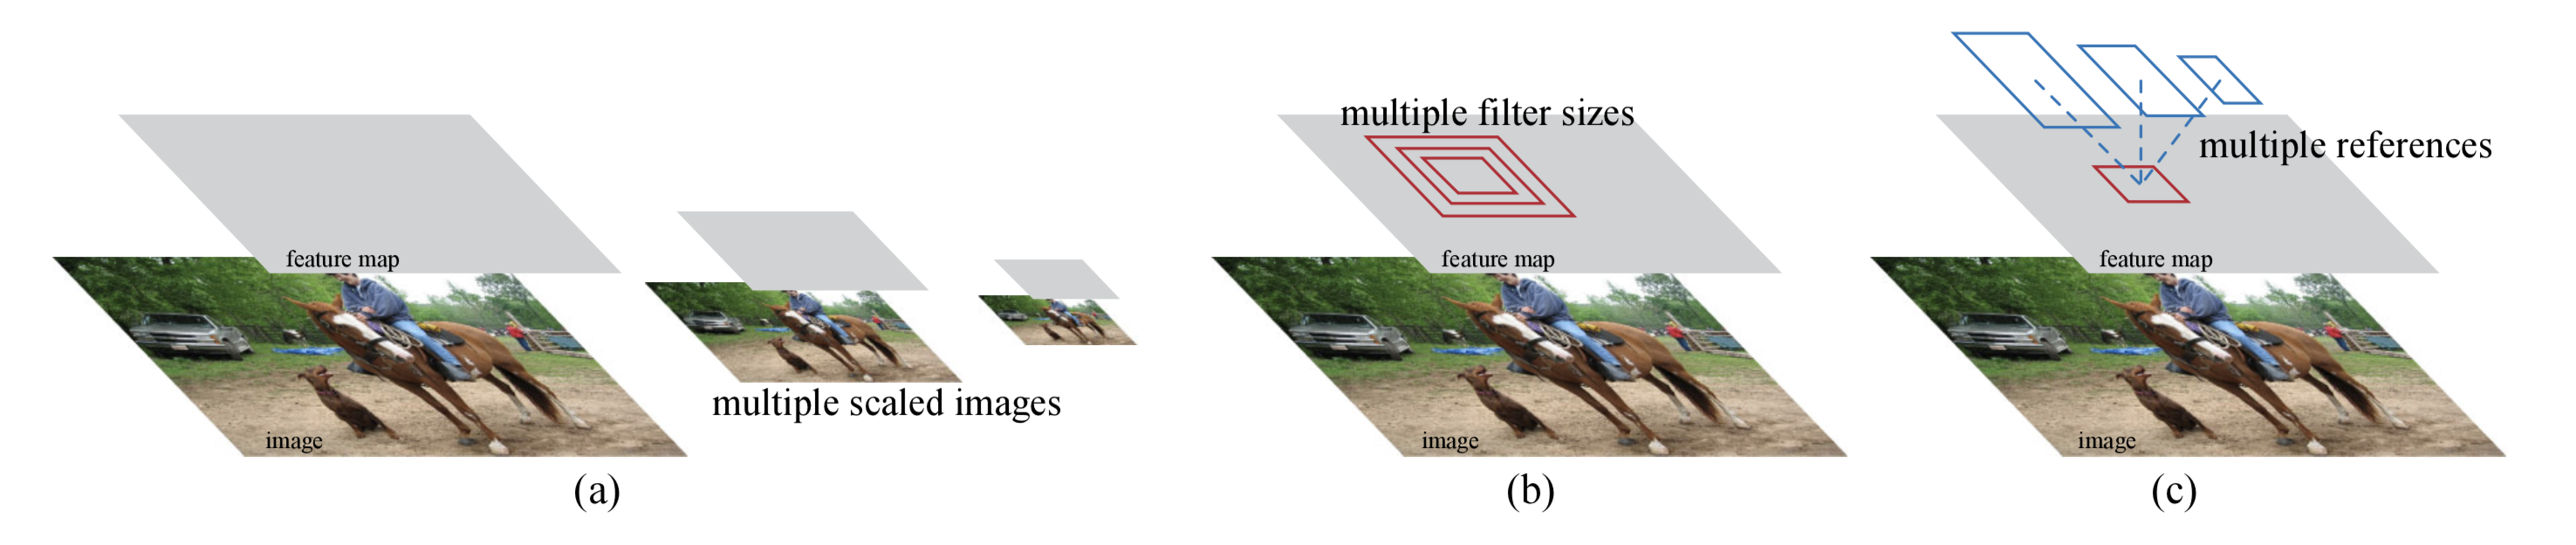 feature map
image
multiple scaled images
(a)
multiple filter sizes
feature map
image
(b)
multiple references
feature map
image
(c)